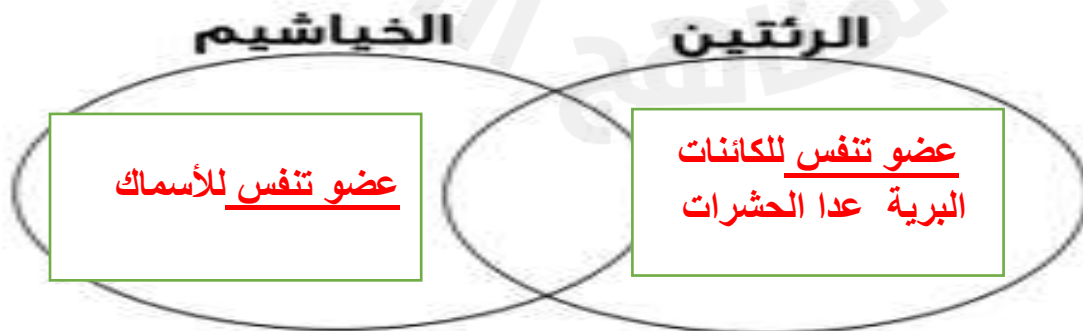 الرئتين
الخياشيم
عضو تنفس للكائنات
البرية عدا الحشرات
عضو تنفس للأسماك